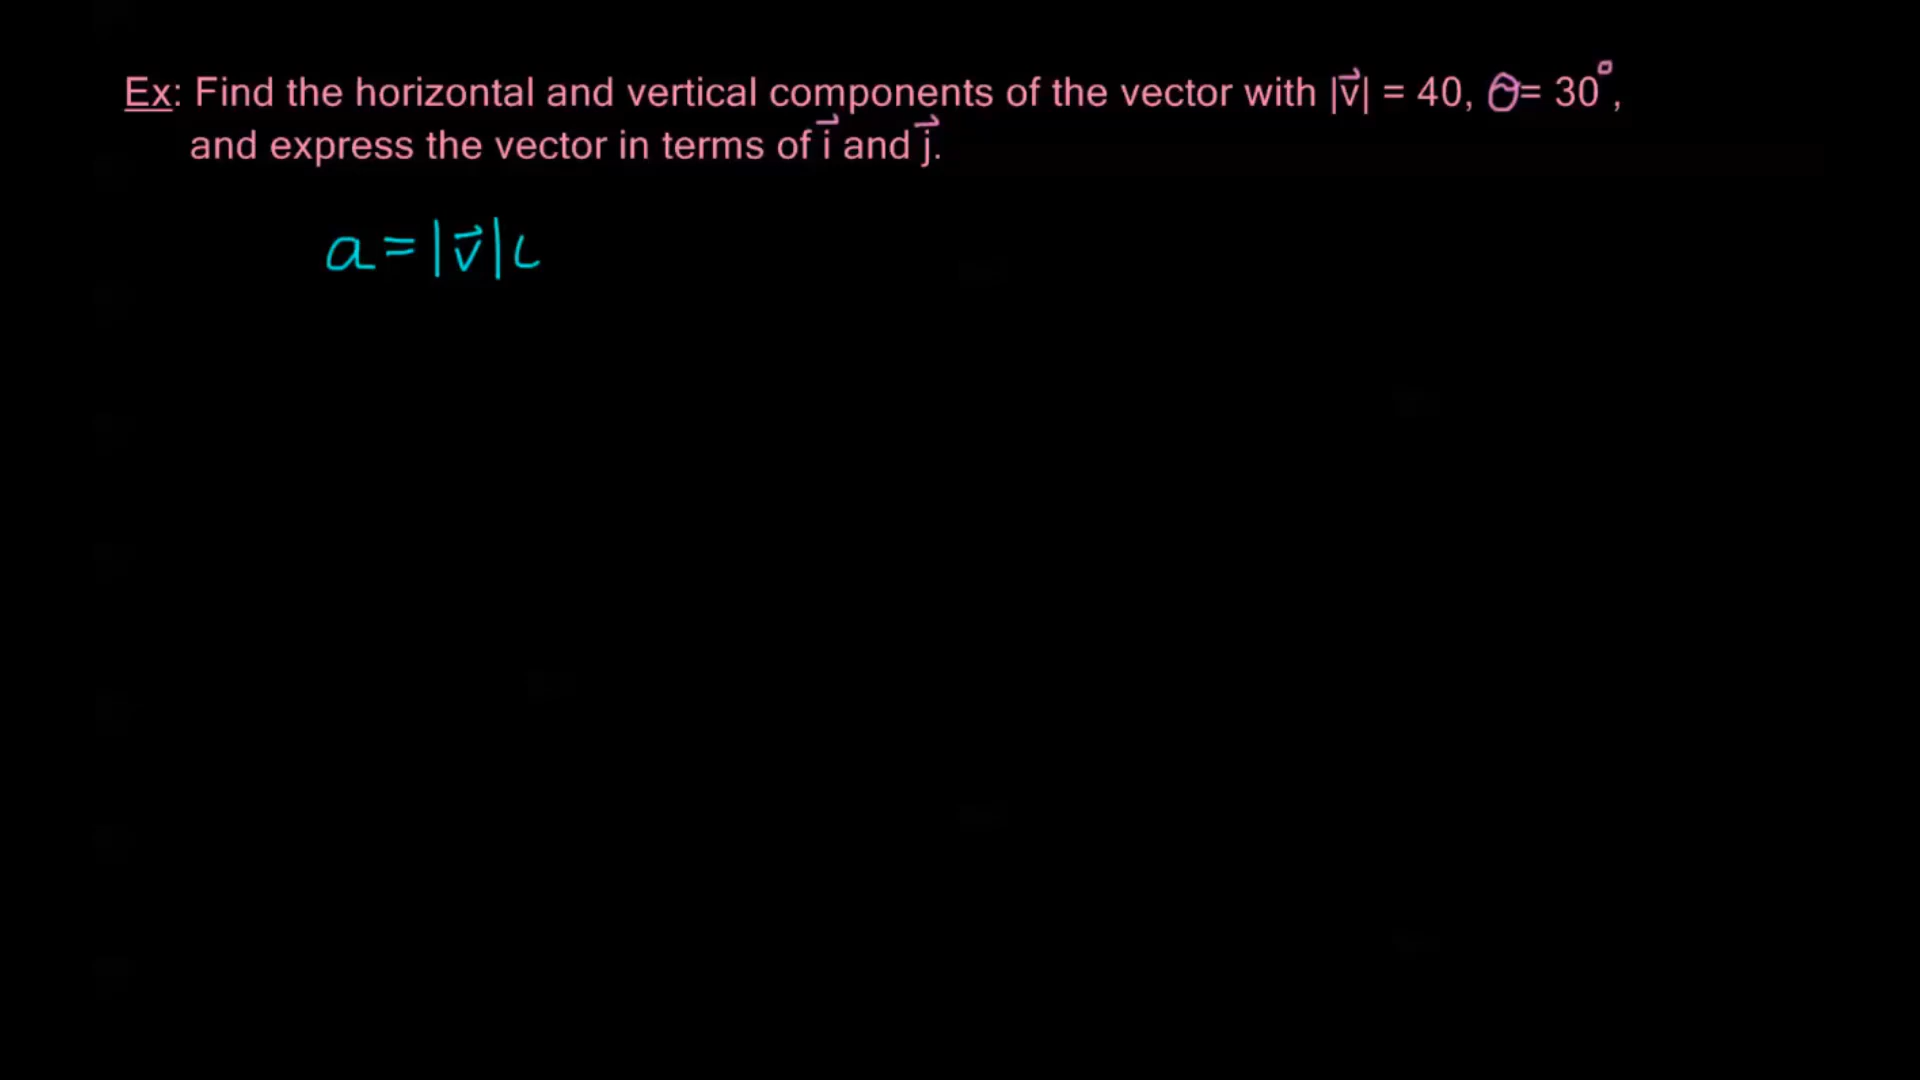 Ex: Find the horizontal and vertical components of the vector with |v⃗| = 40, θ = 30°,
and express the vector in terms of i⃗ and j⃗.
a = |v⃗| c